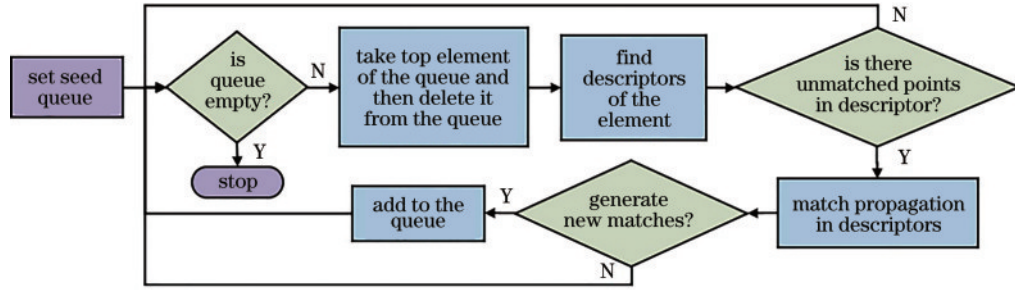 set seed
queue
is
queue
empty?
N
Y
stop
take top element
of the queue and
then delete it
from the queue
find
descriptors
of the
element
is there
unmatched points
in descriptor?
N
Y
match propagation
in descriptors
generate
new matches?
Y
N
add to the
queue